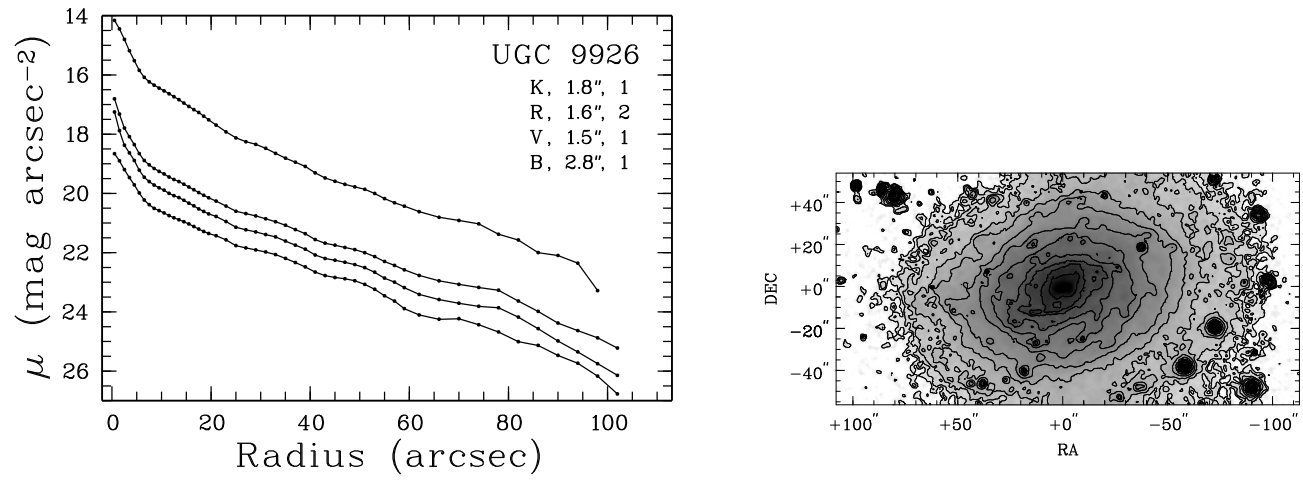 14
16
18
20
22
24
26
μ (mag arcsec−2)
UGC 9926
K, 1.8″, 1
R, 1.6″, 2
V, 1.5″, 1
B, 2.8″, 1
0 20 40 60 80 100
Radius (arcsec)
+40″
+20″
+0″
−20″
−40″
DEC
+100″ +50″ +0″ −50″ −100″
RA